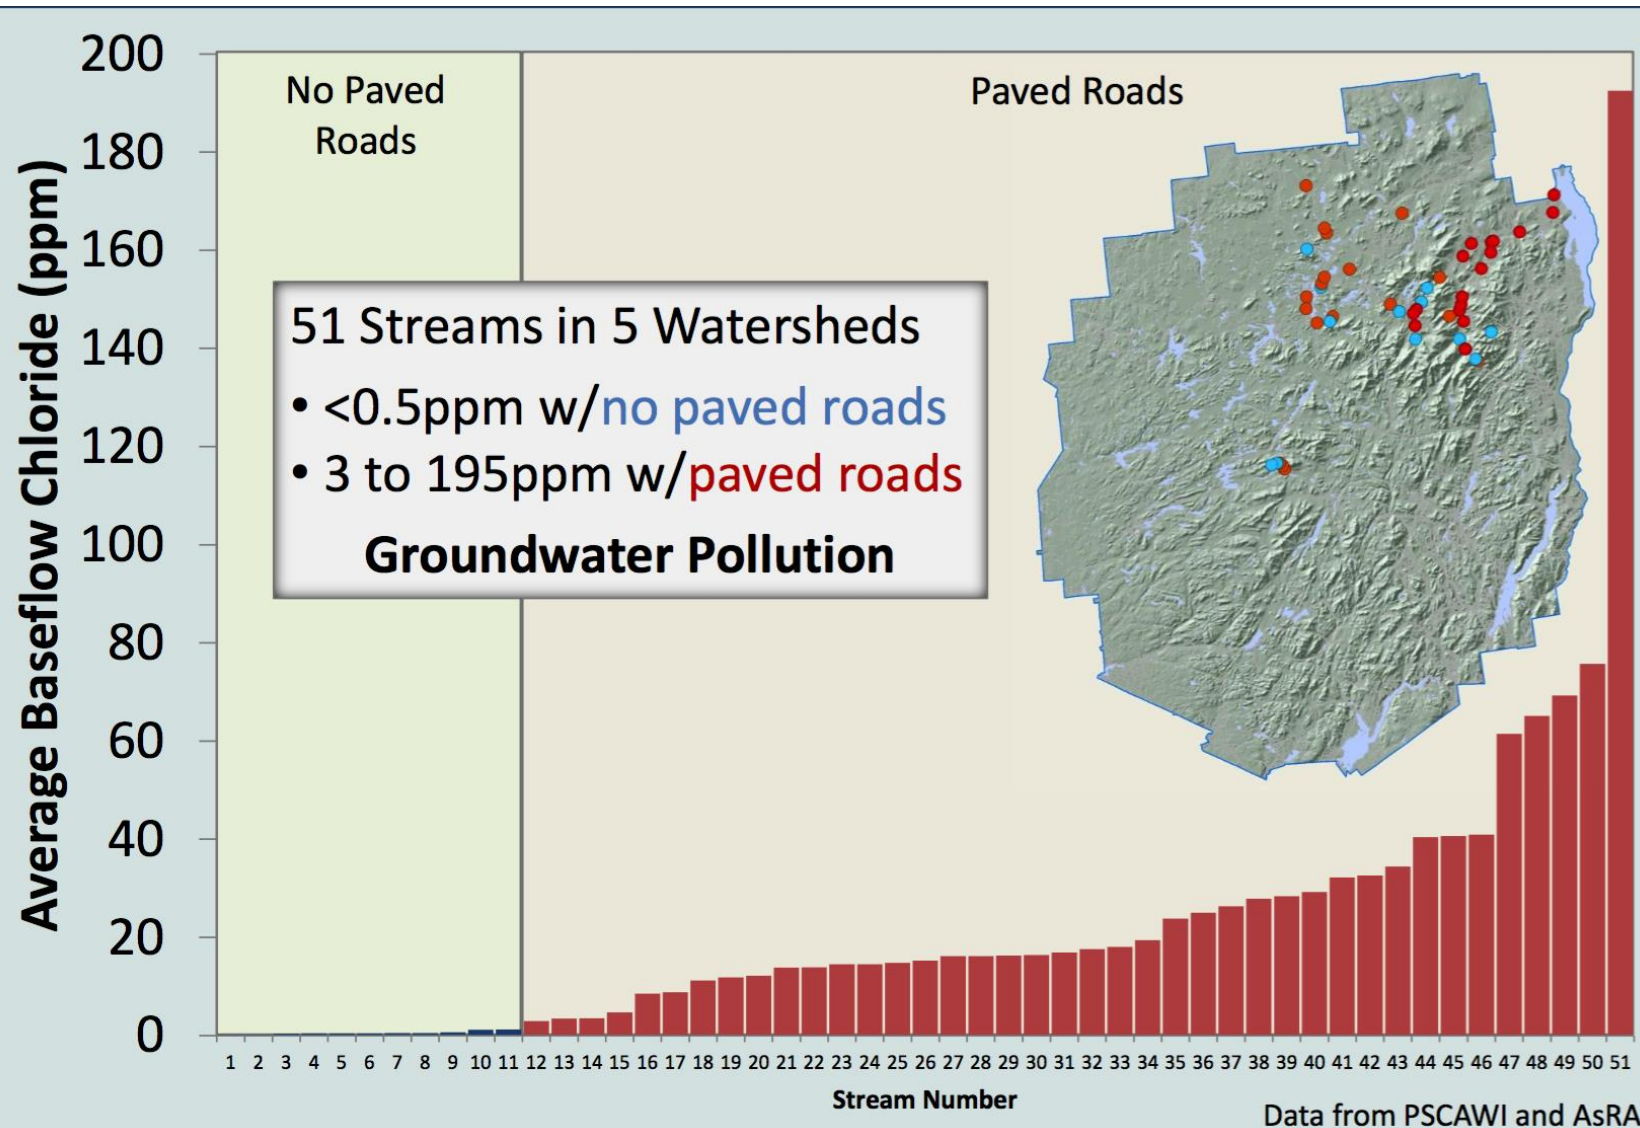 Average Baseflow Chloride (ppm)
200
180
160
140
120
100
80
60
40
20
0
No Paved
Roads
Paved Roads
51 Streams in 5 Watersheds
• <0.5ppm w/no paved roads
• 3 to 195ppm w/paved roads
Groundwater Pollution
1 2 3 4 5 6 7 8 9 10 11 12 13 14 15 16 17 18 19 20 21 22 23 24 25 26 27 28 29 30 31 32 33 34 35 36 37 38 39 40 41 42 43 44 45 46 47 48 49 50 51
Stream Number
Data from PSCAWI and AsRA